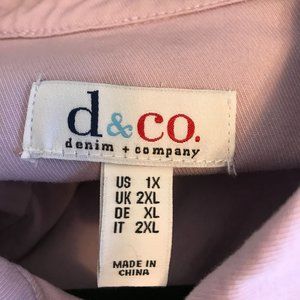 d&co.
denim + company
US 1X
UK 2XL
DE XL
IT 2XL
MADE IN
CHINA